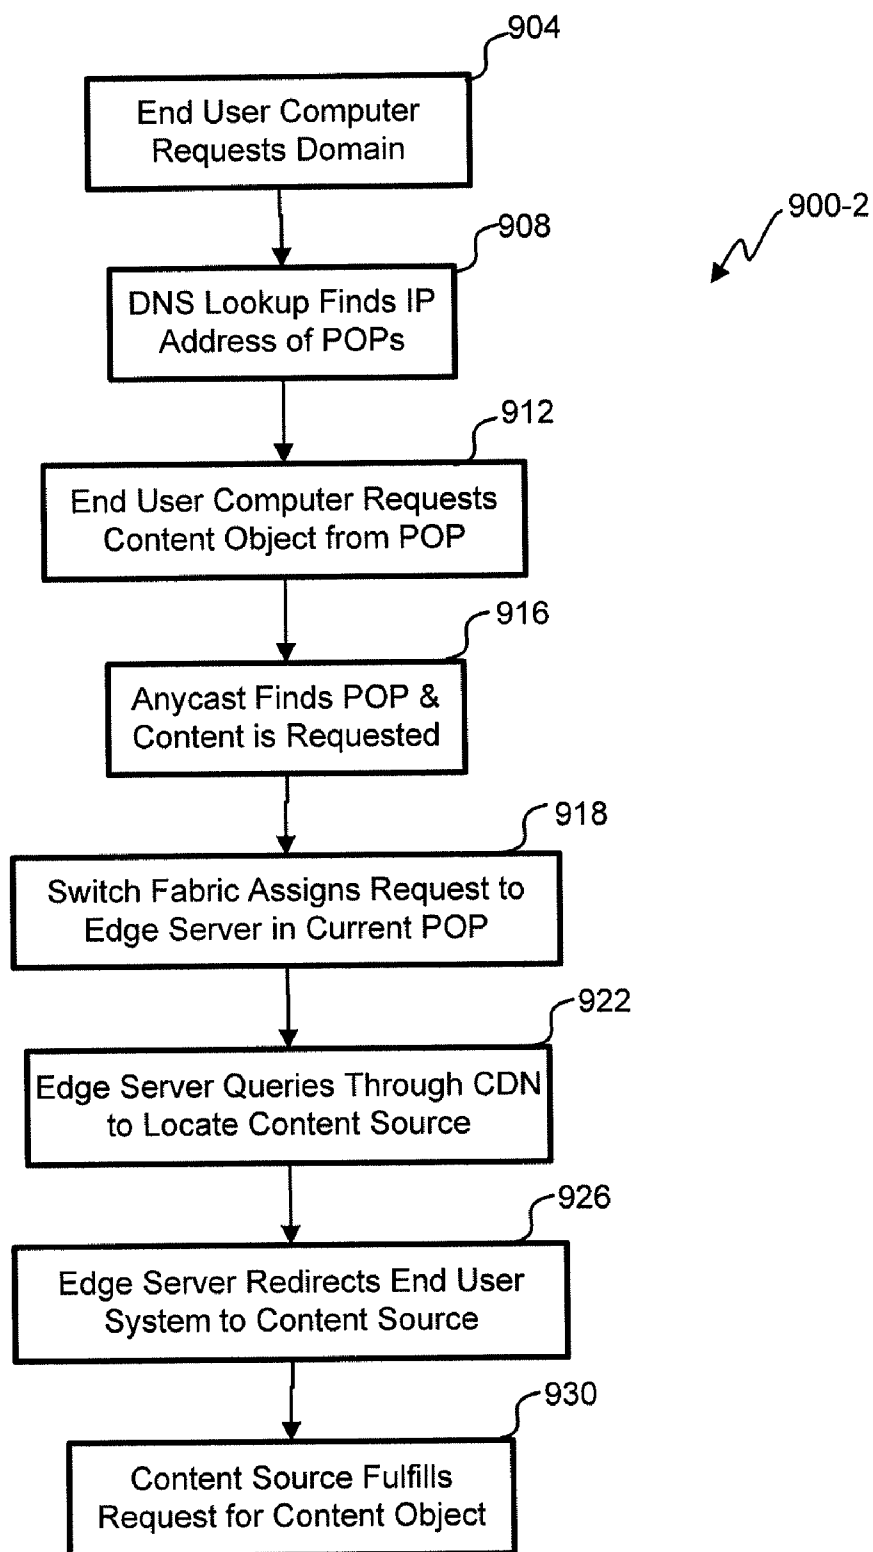 904
End User Computer
Requests Domain
900-2
908
DNS Lookup Finds IP
Address of POPs
912
End User Computer Requests
Content Object from POP
916
Anycast Finds POP &
Content is Requested
918
Switch Fabric Assigns Request to
Edge Server in Current POP
922
Edge Server Queries Through CDN
to Locate Content Source
926
Edge Server Redirects End User
System to Content Source
930
Content Source Fulfills
Request for Content Object